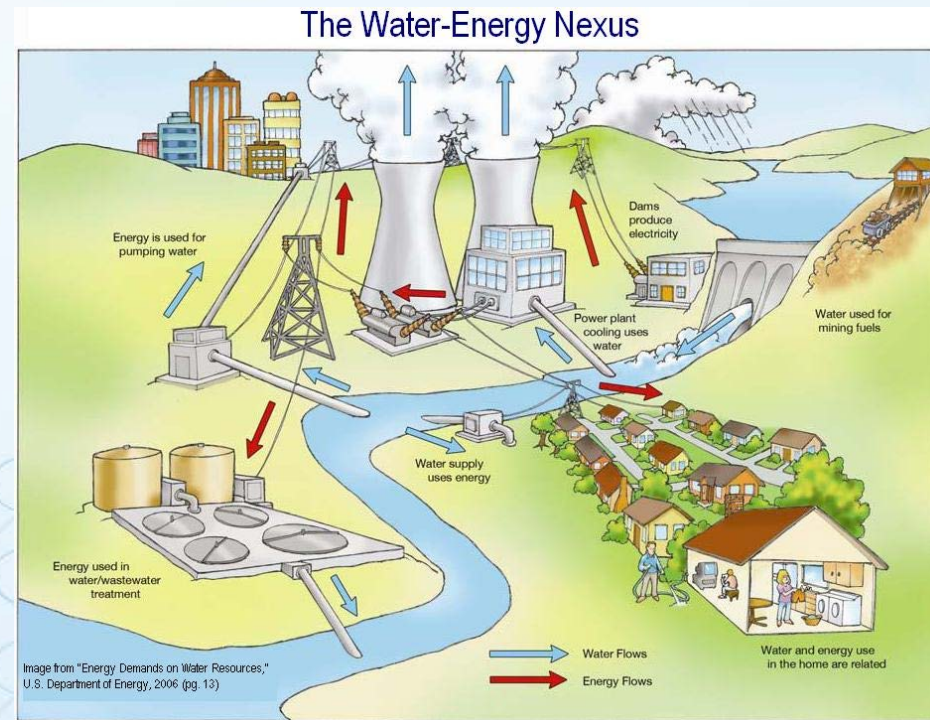 The Water-Energy Nexus
Energy is used for
pumping water
Dams
produce
electricity
Power plant
cooling uses
water
Water used for
mining fuels
Water supply
uses energy
Energy used in
water/wastewater
treatment
Water and energy use
in the home are related
Water Flows
Energy Flows
Image from "Energy Demands on Water Resources,"
U.S. Department of Energy, 2006 (pg. 13)